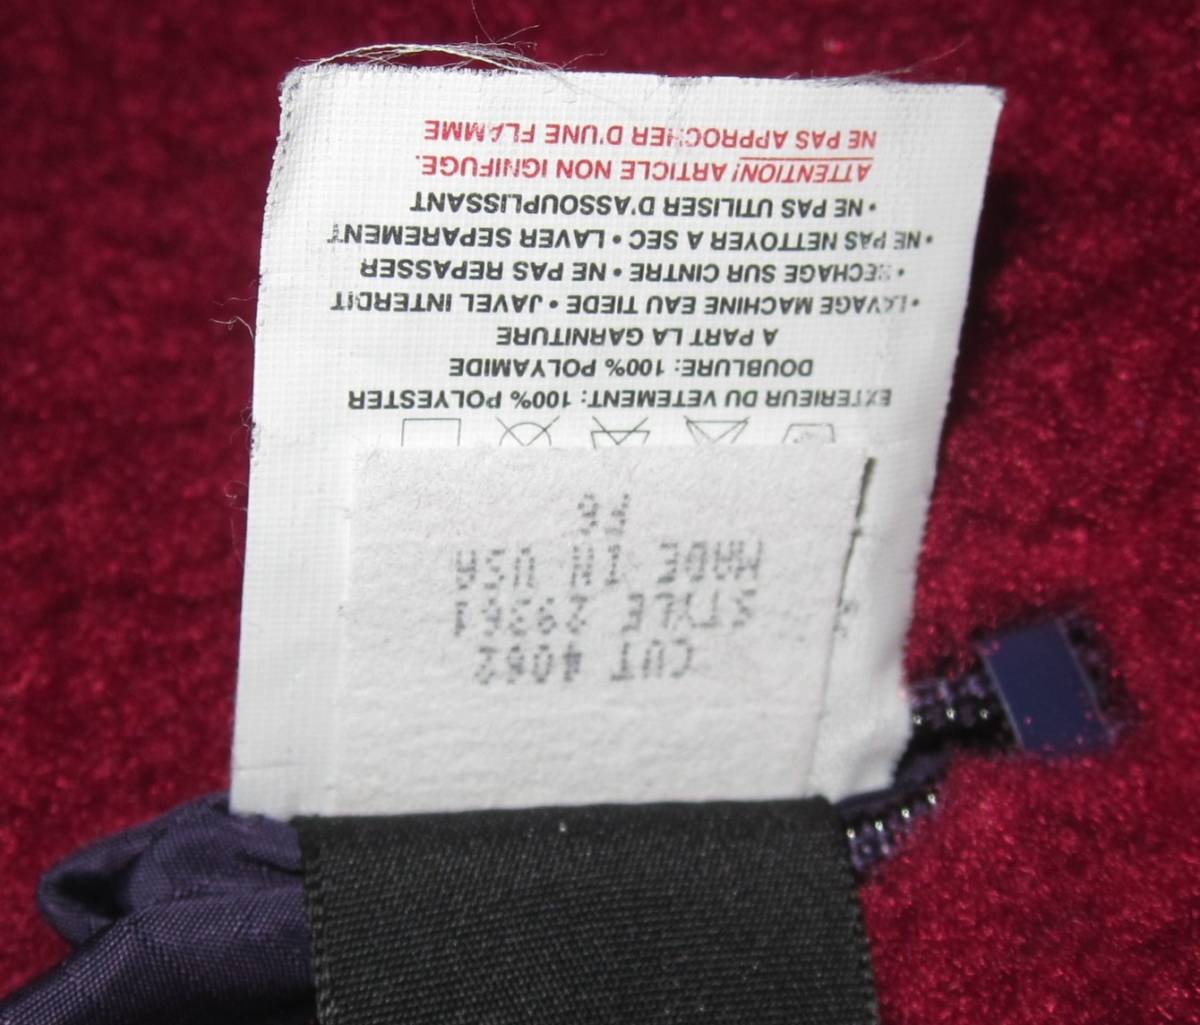 CUT
STYLE
MADE IN USA
EXTERIEUR DU VETEMENT: 100% POLYESTER
DOUBLURE: 100% POLYAMIDE
A PART LA GARNITURE
• LAVAGE MACHINE EAU TIEDE • JAVEL INTERDIT
• SECHAGE SUR CINTRE • NE PAS REPASSER
• NE PAS NETTOYER A SEC • LAVER SEPAREMENT
• NE PAS UTILISER D'ASSOUPLISSANT
ATTENTION! ARTICLE NON IGNIFUGE.
NE PAS APPROCHER D'UNE FLAMME